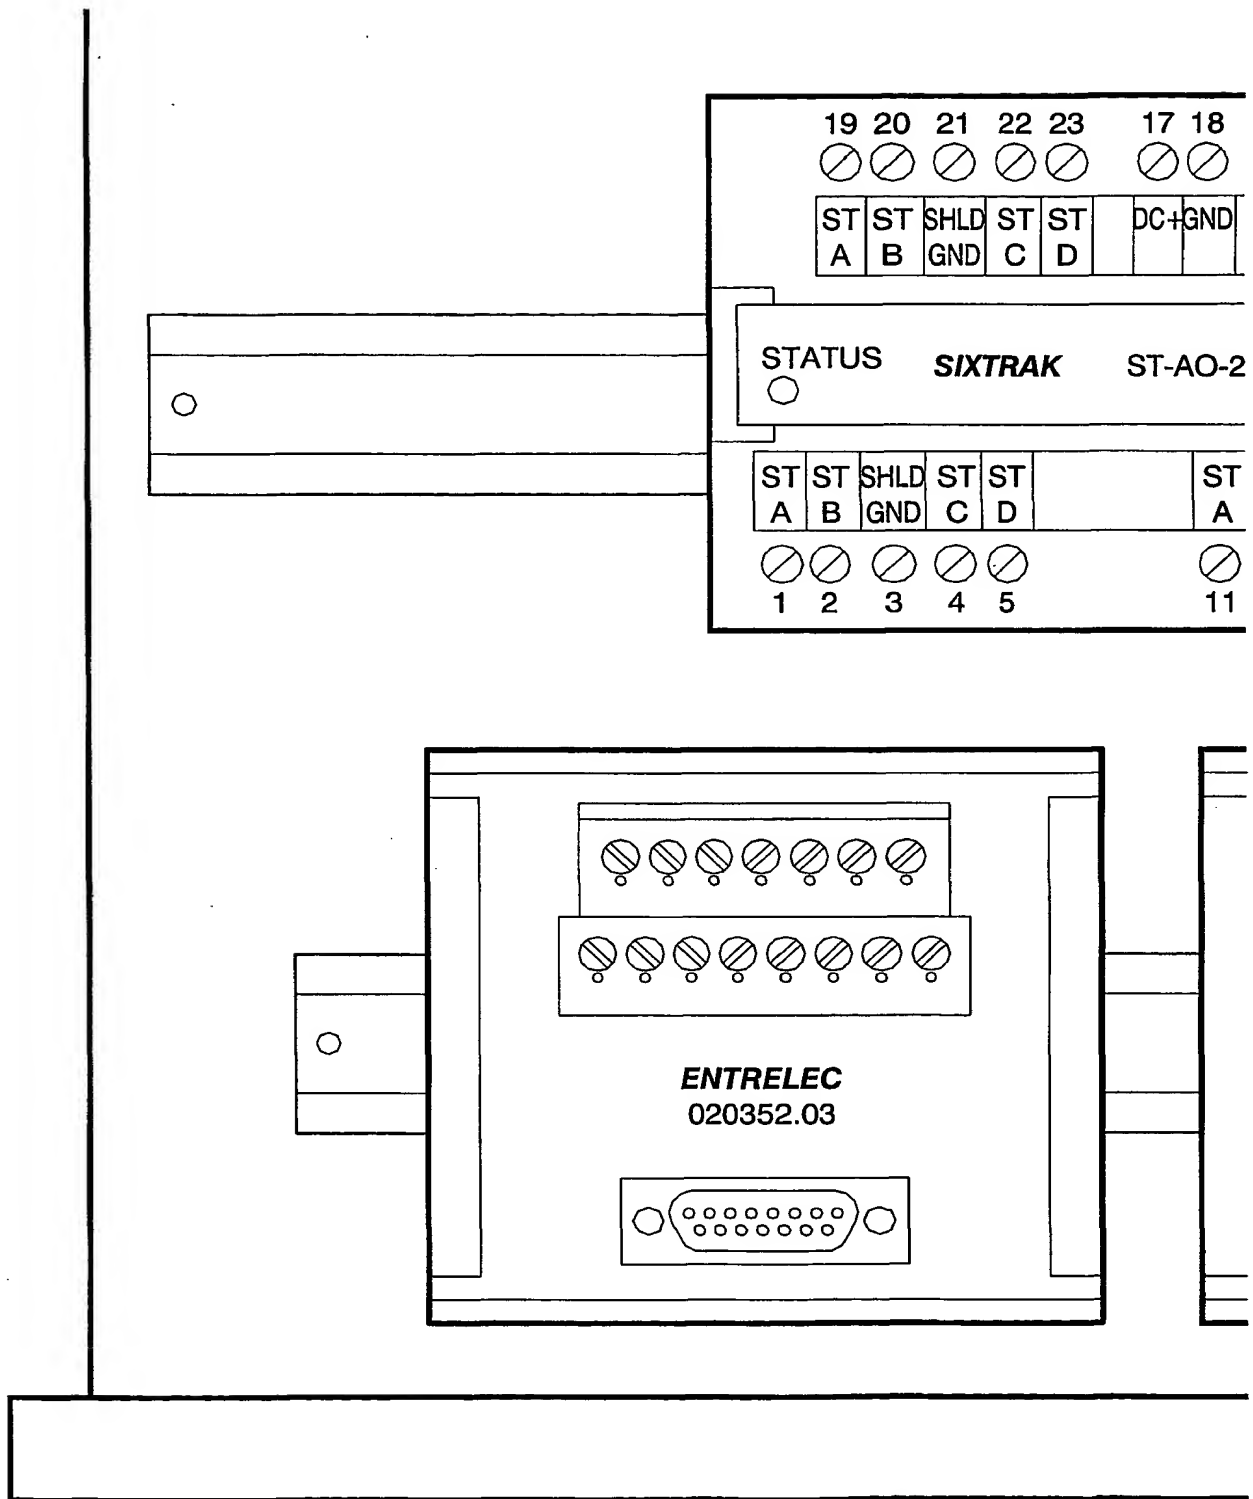 19 20 21 22 23 17 18
ST ST SHLD ST ST DC+ GND
A B GND C D
STATUS SIXTRAK ST-AO-2
ST ST SHLD ST ST ST
A B GND C D A
1 2 3 4 5 11
ENTRELEC
020352.03